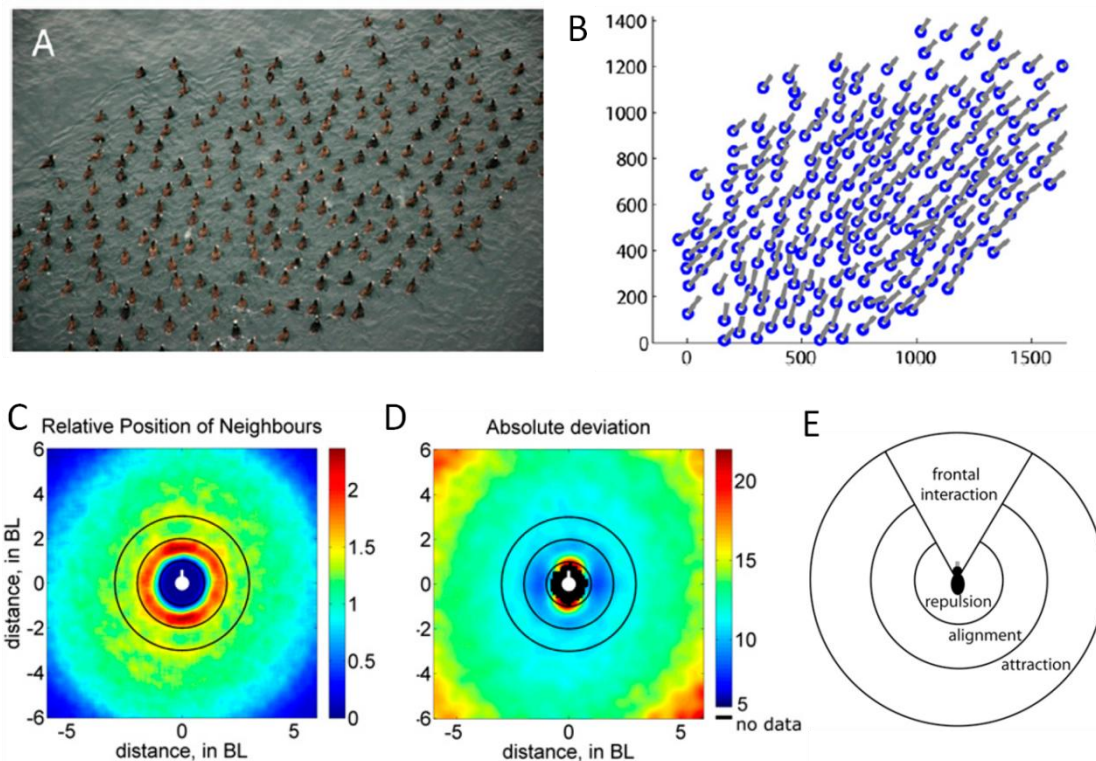 A
B
1400
1200
1000
800
600
400
200
0
0 500 1000 1500
C
Relative Position of Neighbours
6
4
2
0
-2
-4
-6
distance, in BL
-5 0 5
distance, in BL
2
1.5
1
0.5
0
D
Absolute deviation
6
4
2
0
-2
-4
-6
-5 0 5
distance, in BL
20
15
10
5
no data
E
frontal
interaction
repulsion
alignment
attraction